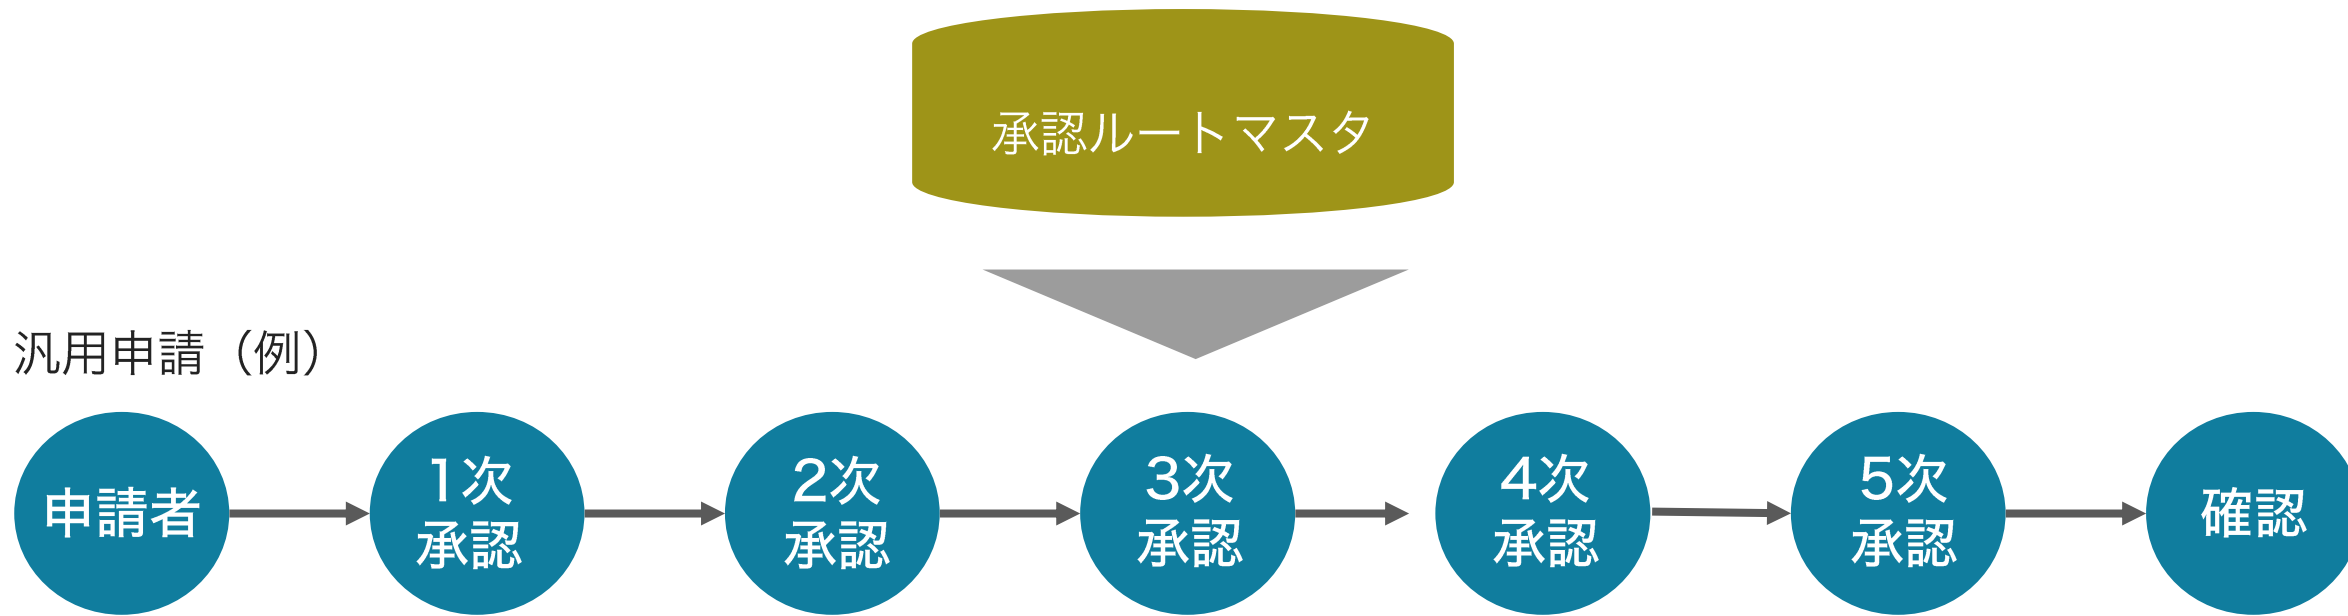 承認ルートマスタ
汎用申請（例）
申請者
1次
承認
2次
承認
3次
承認
4次
承認
5次
承認
確認